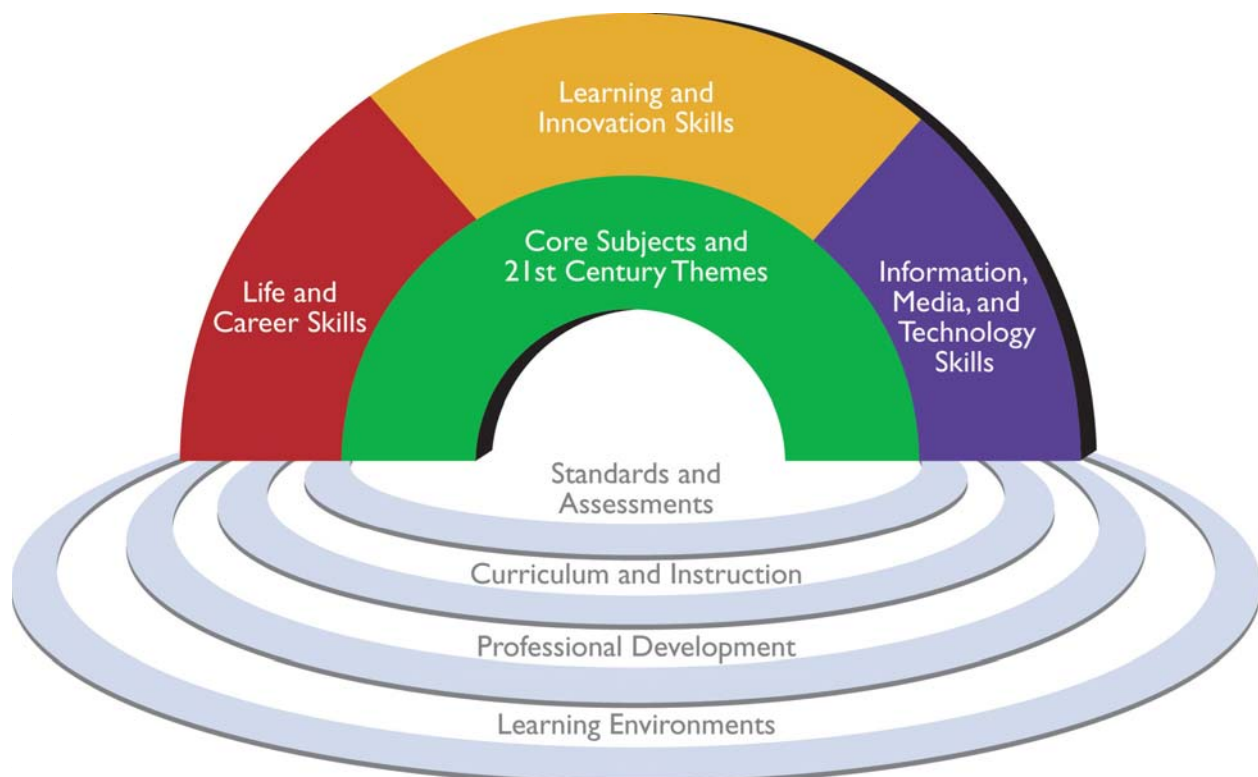 Learning and
Innovation Skills
Core Subjects and
21st Century Themes
Life and
Career Skills
Information,
Media, and
Technology
Skills
Standards and
Assessments
Curriculum and Instruction
Professional Development
Learning Environments